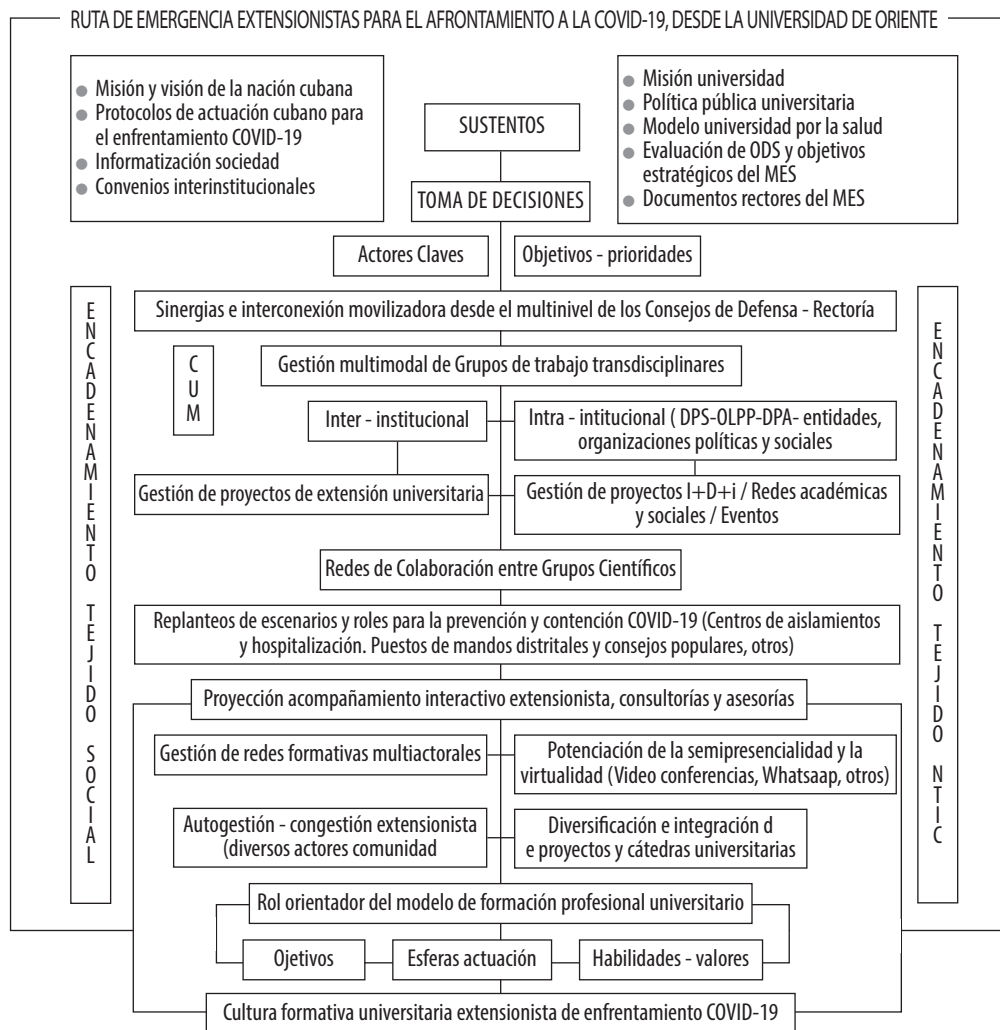 RUTA DE EMERGENCIA EXTENSIONISTAS PARA EL AFRONTAMIENTO A LA COVID-19, DESDE LA UNIVERSIDAD DE ORIENTE
Misión y visión de la nación cubana
Protocolos de actuación cubano para
el enfrentamiento COVID-19
Informatización sociedad
Convenios interinstitucionales
SUSTENTOS
Misión universidad
Política pública universitaria
Modelo universidad por la salud
Evaluación de ODS y objetivos
estratégicos del MES
Documentos rectores del MES
TOMA DE DECISIONES
Actores Claves
Objetivos - prioridades
ENCADENAMIENTO TEJIDO SOCIAL
Sinergias e interconexión movilizadora desde el multinivel de los Consejos de Defensa - Rectoría
CUM
Gestión multimodal de Grupos de trabajo transdisciplinares
Inter - institucional
Intra - intitucional ( DPS-OLPP-DPA- entidades,
organizaciones políticas y sociales
Gestión de proyectos de extensión universitaria
Gestión de proyectos I+D+i / Redes académicas
y sociales / Eventos
Redes de Colaboración entre Grupos Científicos
Replanteos de escenarios y roles para la prevención y contención COVID-19 (Centros de aislamientos
y hospitalización. Puestos de mandos distritales y consejos populares, otros)
Proyección acompañamiento interactivo extensionista, consultorías y asesorías
Gestión de redes formativas multiactorales
Potenciación de la semipresencialidad y la
virtualidad (Video conferencias, Whatsaap, otros)
Autogestión - congestión extensionista
(diversos actores comunidad
Diversificación e integración d
e proyectos y cátedras universitarias
Rol orientador del modelo de formación profesional universitario
Ojetivos
Esferas actuación
Habilidades - valores
Cultura formativa universitaria extensionista de enfrentamiento COVID-19
ENCADENAMIENTO TEJIDO NTIC